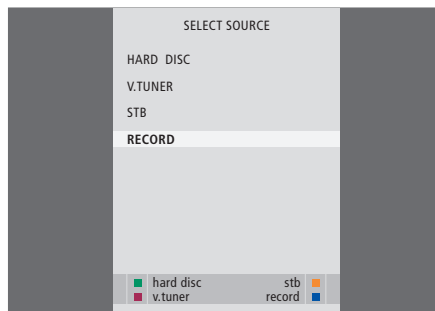 SELECT SOURCE
HARD DISC
V.TUNER
STB
RECORD
hard disc stb
v.tuner record